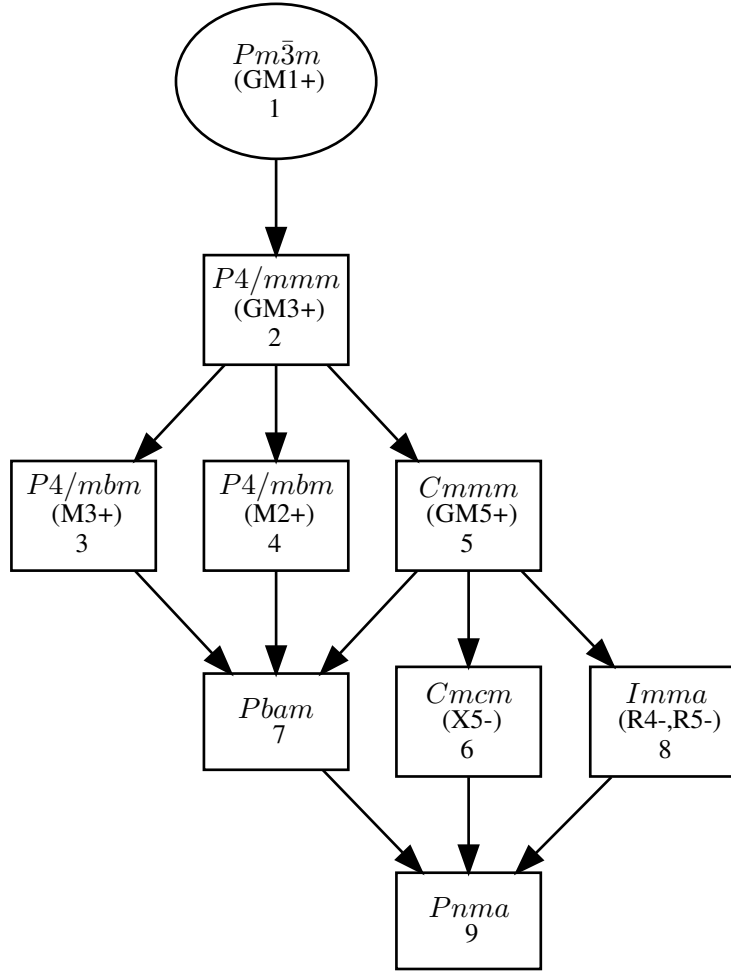 Pm3̄m
(GM1+)
1
P4/mmm
(GM3+)
2
P4/mbm
(M3+)
3
P4/mbm
(M2+)
4
Cmmm
(GM5+)
5
Pbam
7
Cmcm
(X5-)
6
Imma
(R4-,R5-)
8
Pnma
9